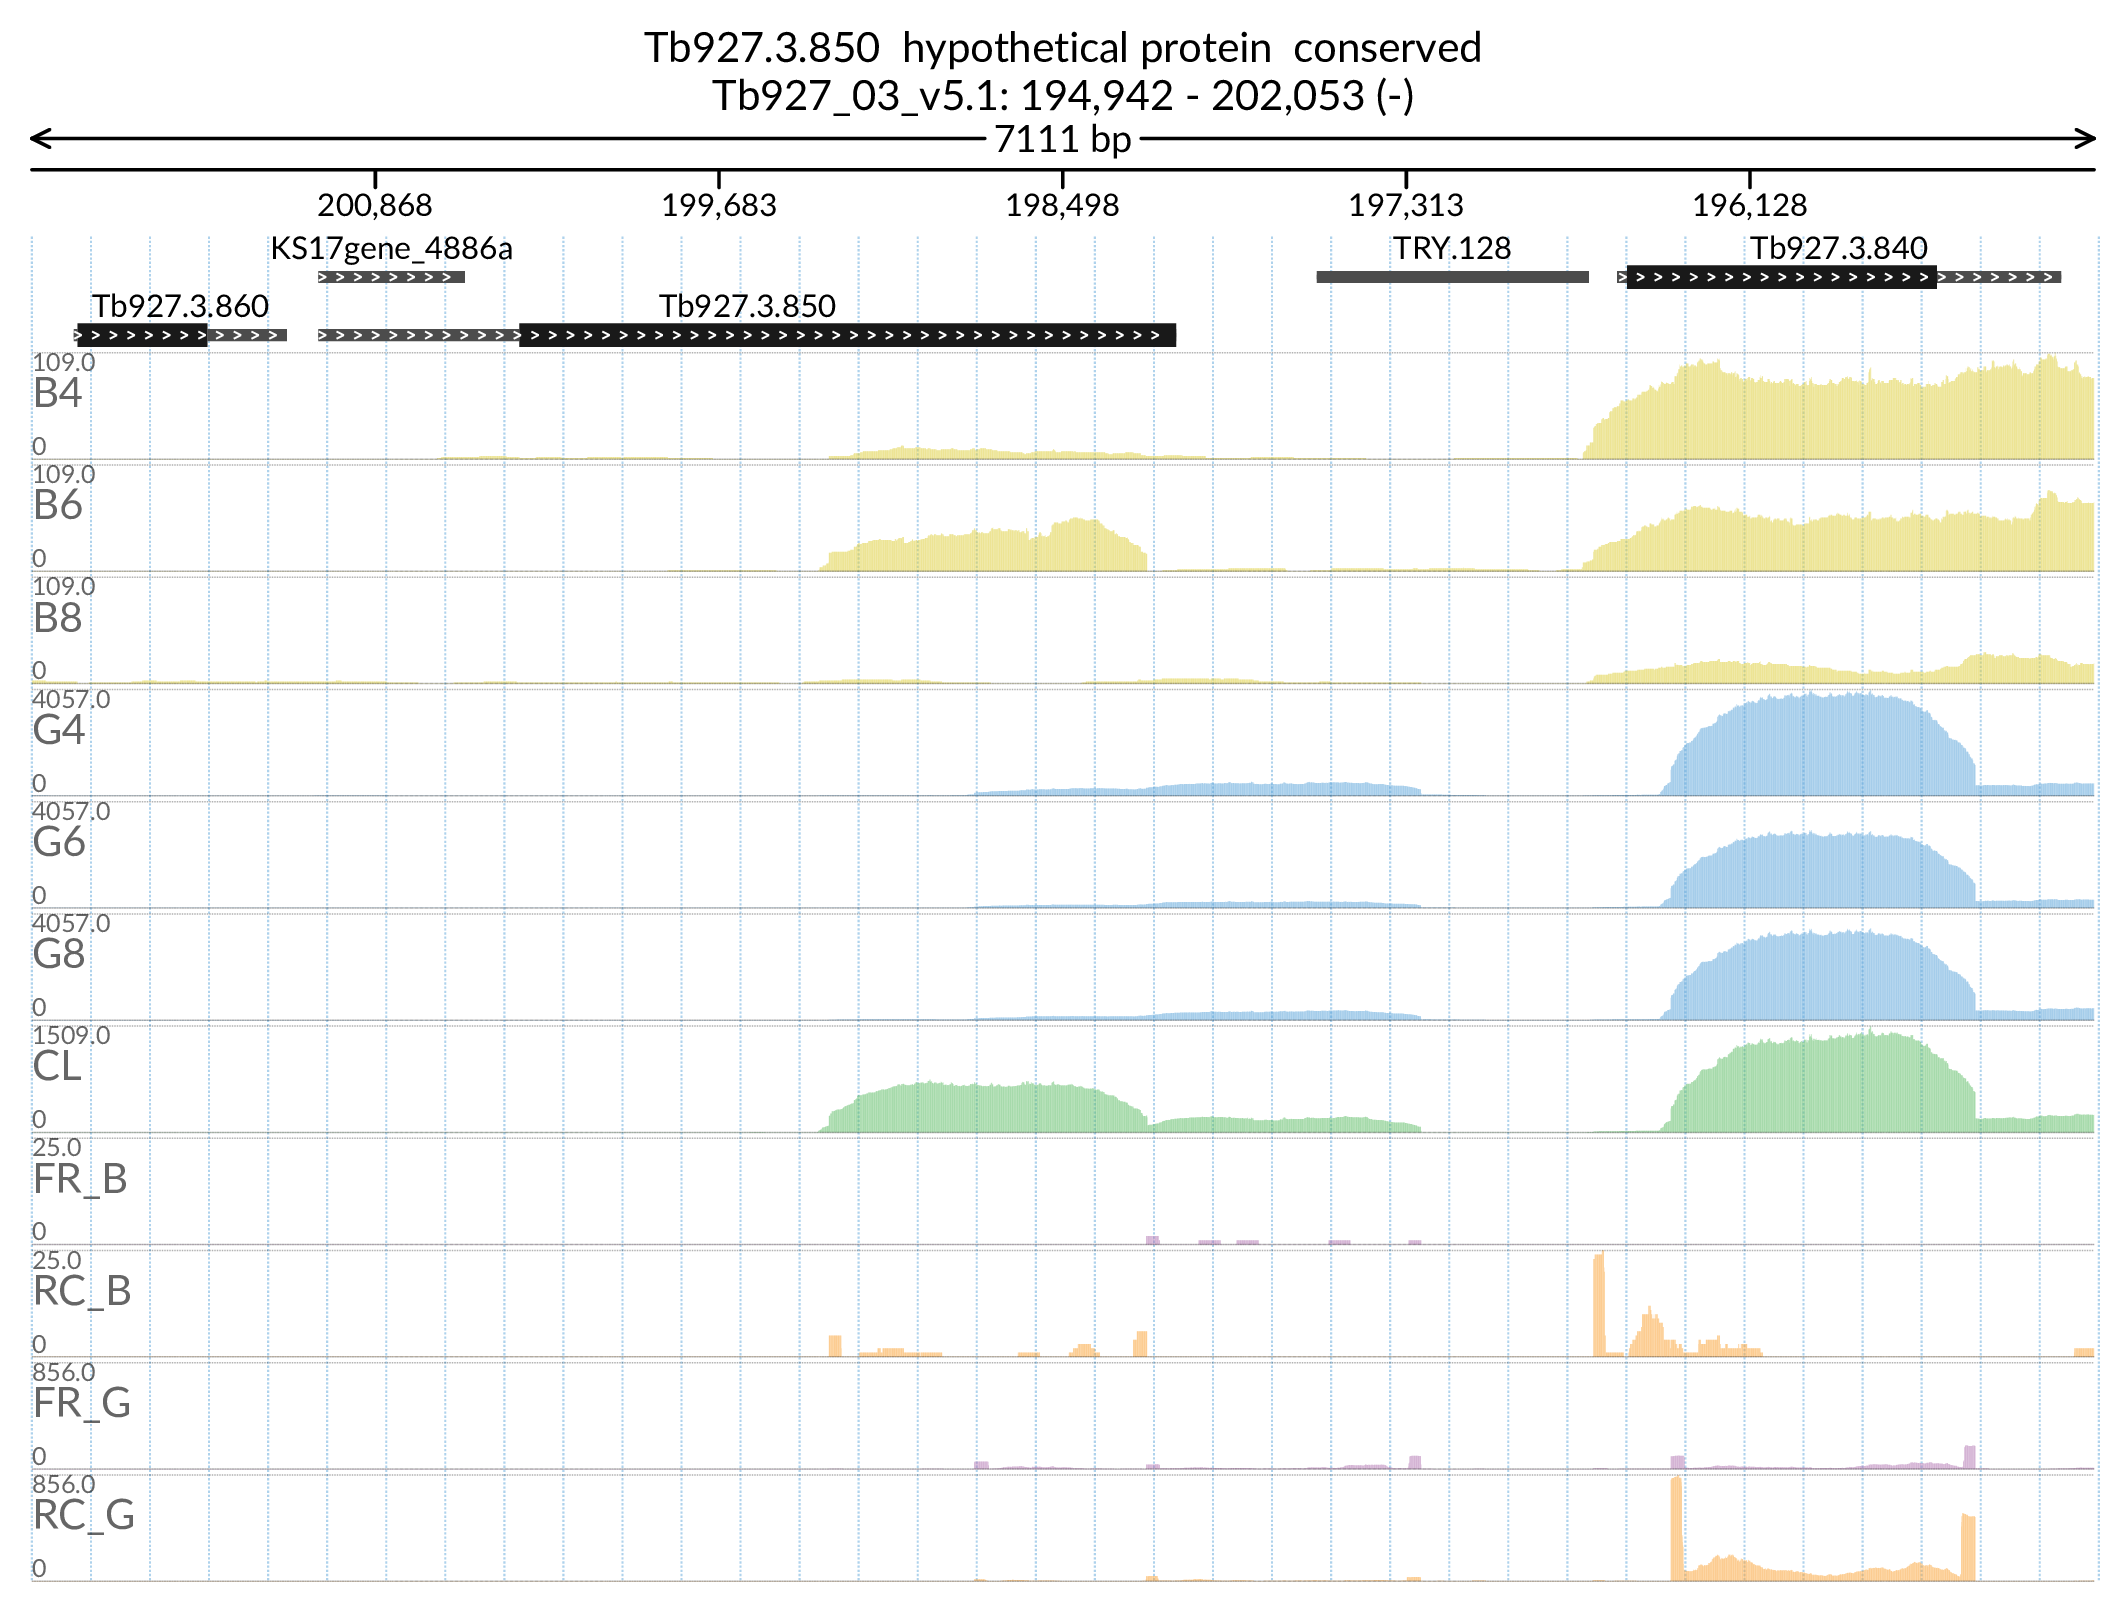 Tb927.3.850 hypothetical protein conserved
Tb927_03_v5.1: 194,942 - 202,053 (-)
7111 bp
200,868 199,683 198,498 197,313 196,128
KS17gene_4886a TRY.128 Tb927.3.840
Tb927.3.860 Tb927.3.850
109.0
B4
0
109.0
B6
0
109.0
B8
0
4057.0
G4
0
4057.0
G6
0
4057.0
G8
0
1509.0
CL
0
25.0
FR_B
0
25.0
RC_B
0
856.0
FR_G
0
856.0
RC_G
0